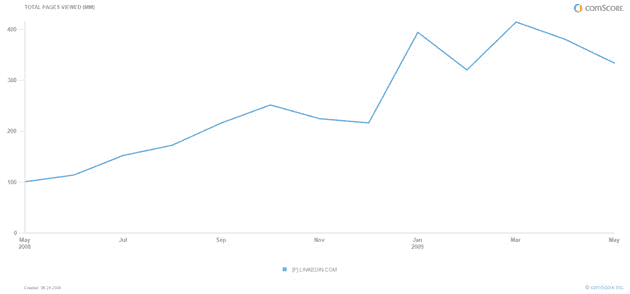 TOTAL PAGES VIEWED (MM)
comScore
400
300
200
100
0
May
2008
Jul
Sep
Nov
Jan
2009
Mar
May
[P] LINKEDIN.COM
© comScore Inc.